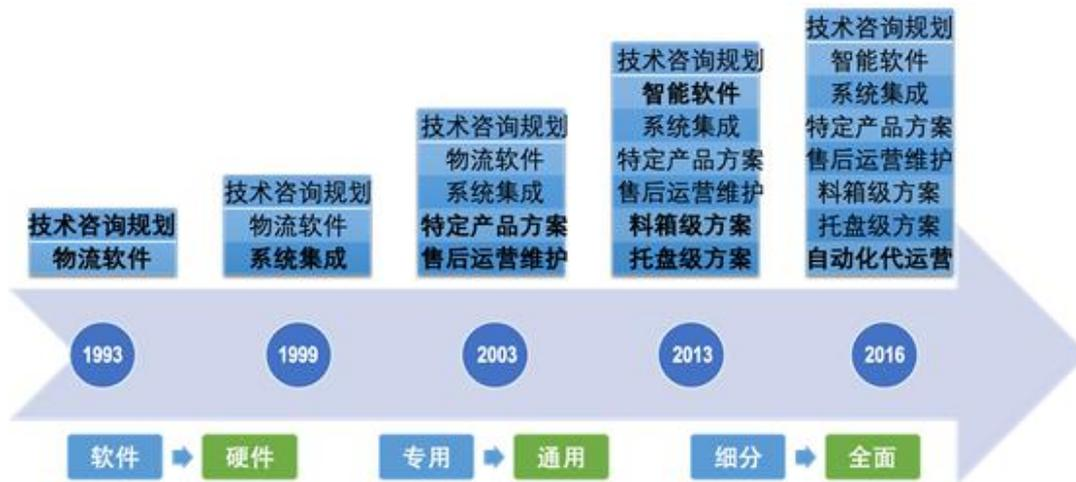 技术咨询规划
物流软件
技术咨询规划
物流软件
系统集成
技术咨询规划
物流软件
系统集成
特定产品方案
售后运营维护
技术咨询规划
智能软件
系统集成
特定产品方案
售后运营维护
料箱级方案
托盘级方案
技术咨询规划
智能软件
系统集成
特定产品方案
售后运营维护
料箱级方案
托盘级方案
自动化代运营
1993
1999
2003
2013
2016
软件
硬件
专用
通用
细分
全面